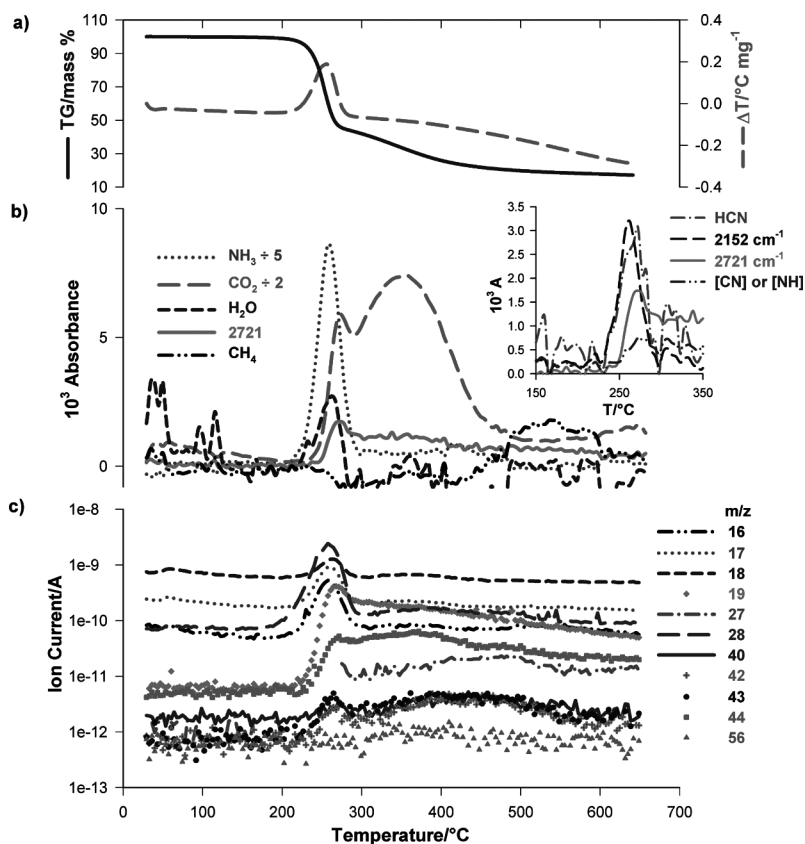 a)
110
90
70
50
30
10
TG/mass %
0.4
0.2
0.0
-0.2
-0.4
ΔT/°C mg⁻¹
b)
10
5
0
10³ Absorbance
NH₃ ÷ 5
CO₂ ÷ 2
H₂O
2721
CH₄
3.5
3.0
2.5
2.0
1.5
1.0
0.5
0.0
10³ A
150
200
250
300
350
T/°C
HCN
2152 cm⁻¹
2721 cm⁻¹
[CN] or [NH]
c)
1e-8
1e-9
1e-10
1e-11
1e-12
1e-13
Ion Current/A
m/z
16
17
18
19
27
28
40
42
43
44
56
0
100
200
300
400
500
600
700
Temperature/°C